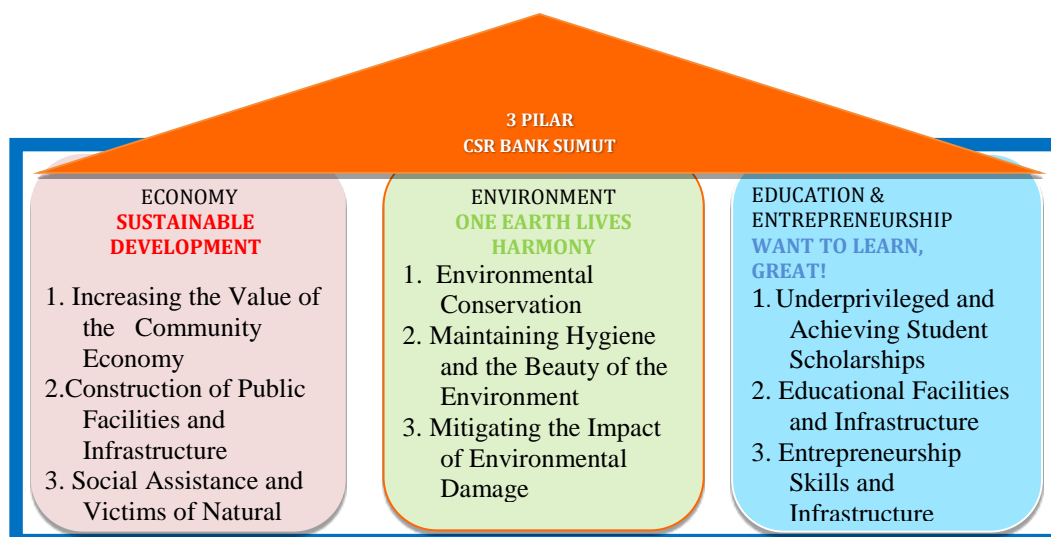 3 PILAR
CSR BANK SUMUT
ECONOMY
SUSTAINABLE
DEVELOPMENT
1. Increasing the Value of
the Community
Economy
2.Construction of Public
Facilities and
Infrastructure
3. Social Assistance and
Victims of Natural
ENVIRONMENT
ONE EARTH LIVES
HARMONY
1. Environmental
Conservation
2. Maintaining Hygiene
and the Beauty of the
Environment
3. Mitigating the Impact
of Environmental
Damage
EDUCATION &
ENTREPRENEURSHIP
WANT TO LEARN,
GREAT!
1. Underprivileged and
Achieving Student
Scholarships
2. Educational Facilities
and Infrastructure
3. Entrepreneurship
Skills and
Infrastructure